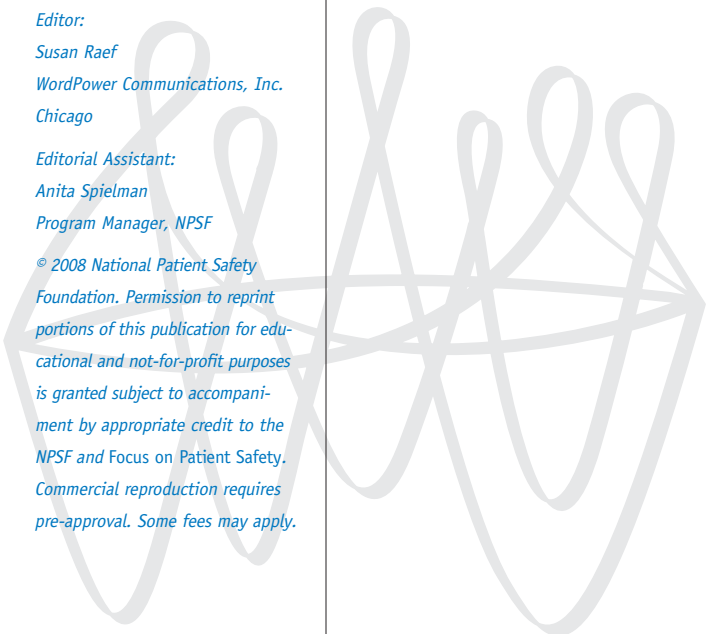 Editor:
Susan Raef
WordPower Communications, Inc.
Chicago
Editorial Assistant:
Anita Spielman
Program Manager, NPSF
© 2008 National Patient Safety
Foundation. Permission to reprint
portions of this publication for edu-
cational and not-for-profit purposes
is granted subject to accompani-
ment by appropriate credit to the
NPSF and Focus on Patient Safety.
Commercial reproduction requires
pre-approval. Some fees may apply.